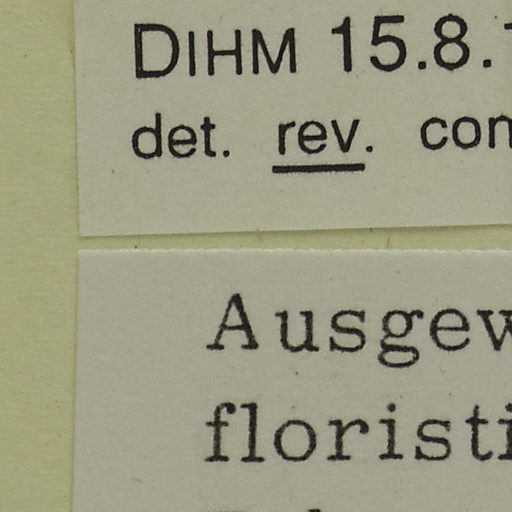 DIHM 15.8.
det. rev. con
Ausgew
floristi